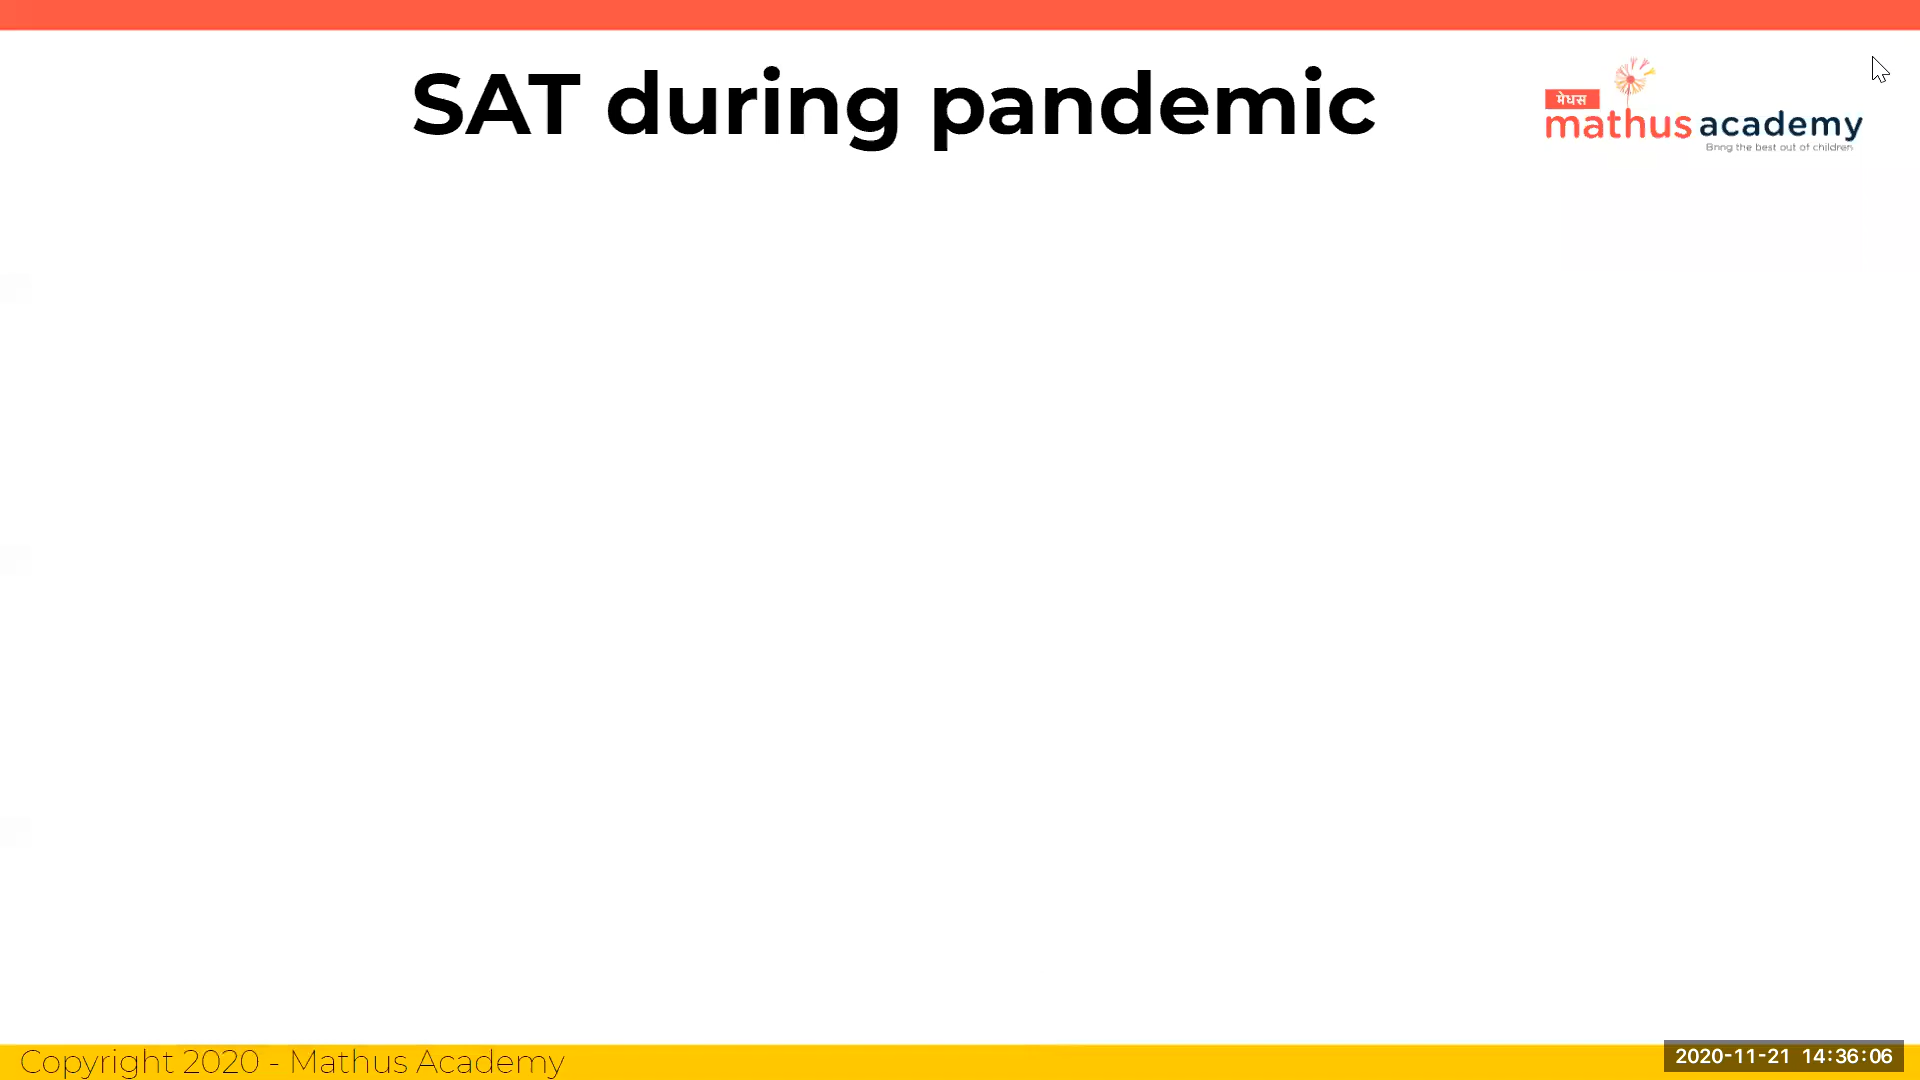 SAT during pandemic
मेधस
mathus academy
Bring the best out of children
Copyright 2020 - Mathus Academy
2020-11-21 14:36:06